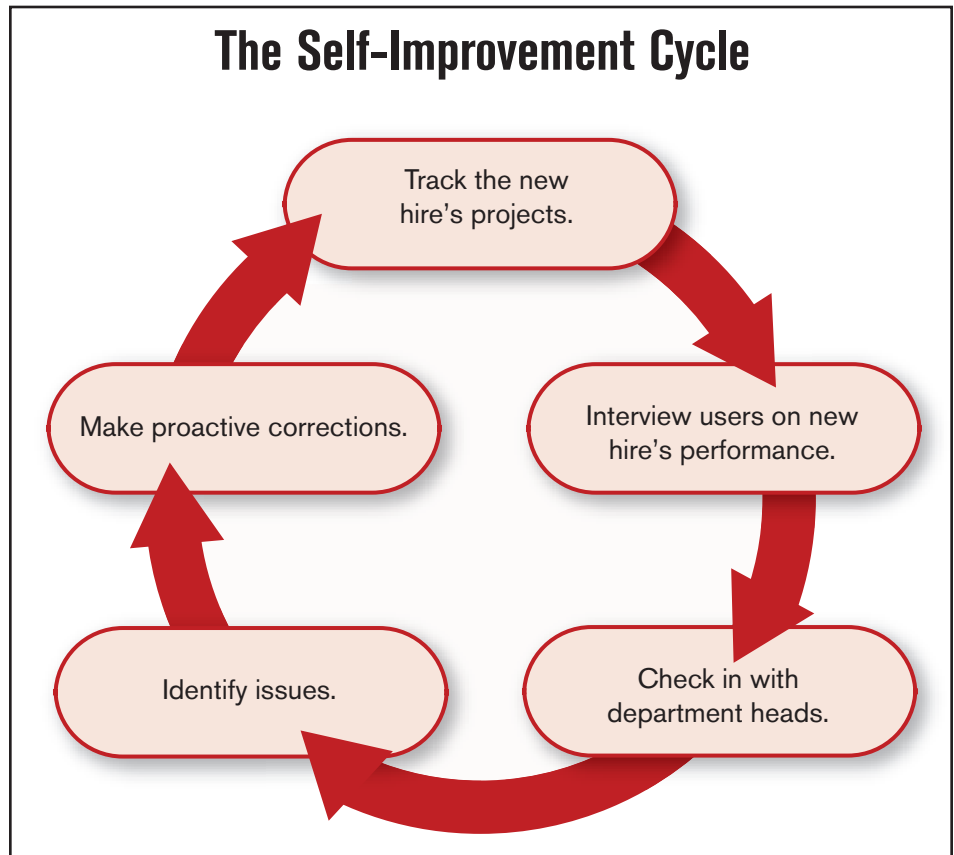 The Self-Improvement Cycle
Track the new
hire’s projects.
Interview users on new
hire’s performance.
Check in with
department heads.
Identify issues.
Make proactive corrections.